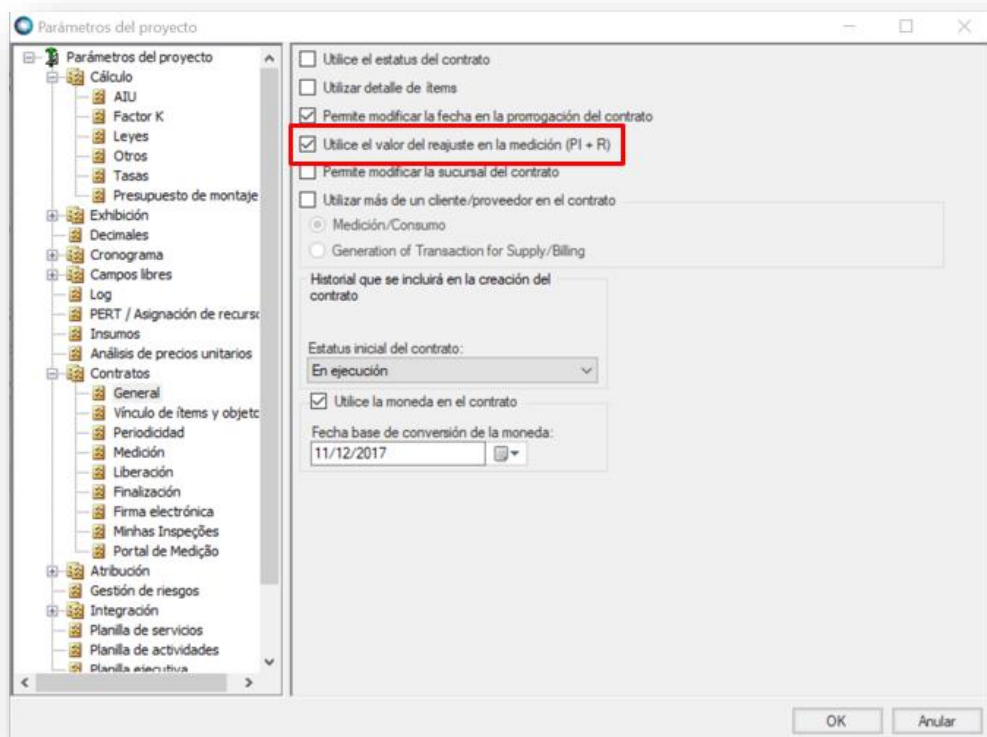 Parámetros del proyecto
Parámetros del proyecto
Cálculo
AIU
Factor K
Leyes
Otros
Tasas
Presupuesto de montaje
Exhibición
Decimales
Cronograma
Campos libres
Log
PERT / Asignación de recurso
Insumos
Análisis de precios unitarios
Contratos
General
Vínculo de ítems y objeto
Periodicidad
Medición
Liberación
Finalización
Firma electrónica
Minhas Inspeções
Portal de Medição
Atribución
Gestión de riesgos
Integración
Planilla de servicios
Planilla de actividades
Planilla ejecutiva
Utilice el estatus del contrato
Utilizar detalle de ítems
Permite modificar la fecha en la prorrogación del contrato
Utilice el valor del reajuste en la medición (PI + R)
Permite modificar la sucursal del contrato
Utilizar más de un cliente/proveedor en el contrato
Medición/Consumo
Generation of Transaction for Supply/Billing
Historial que se incluirá en la creación del
contrato
Estatus inicial del contrato:
En ejecución
Utilice la moneda en el contrato
Fecha base de conversión de la moneda:
11/12/2017
OK
Anular